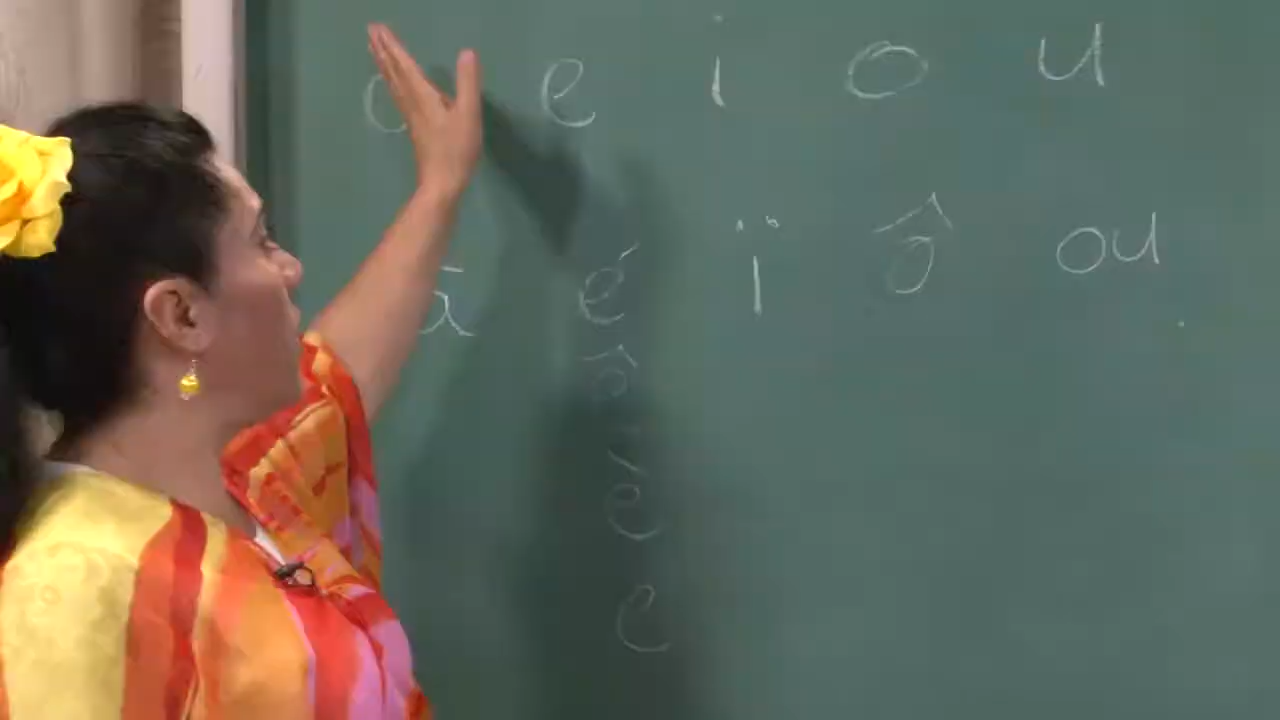 a e i o u
ā é ï ô ou
ê
è
e